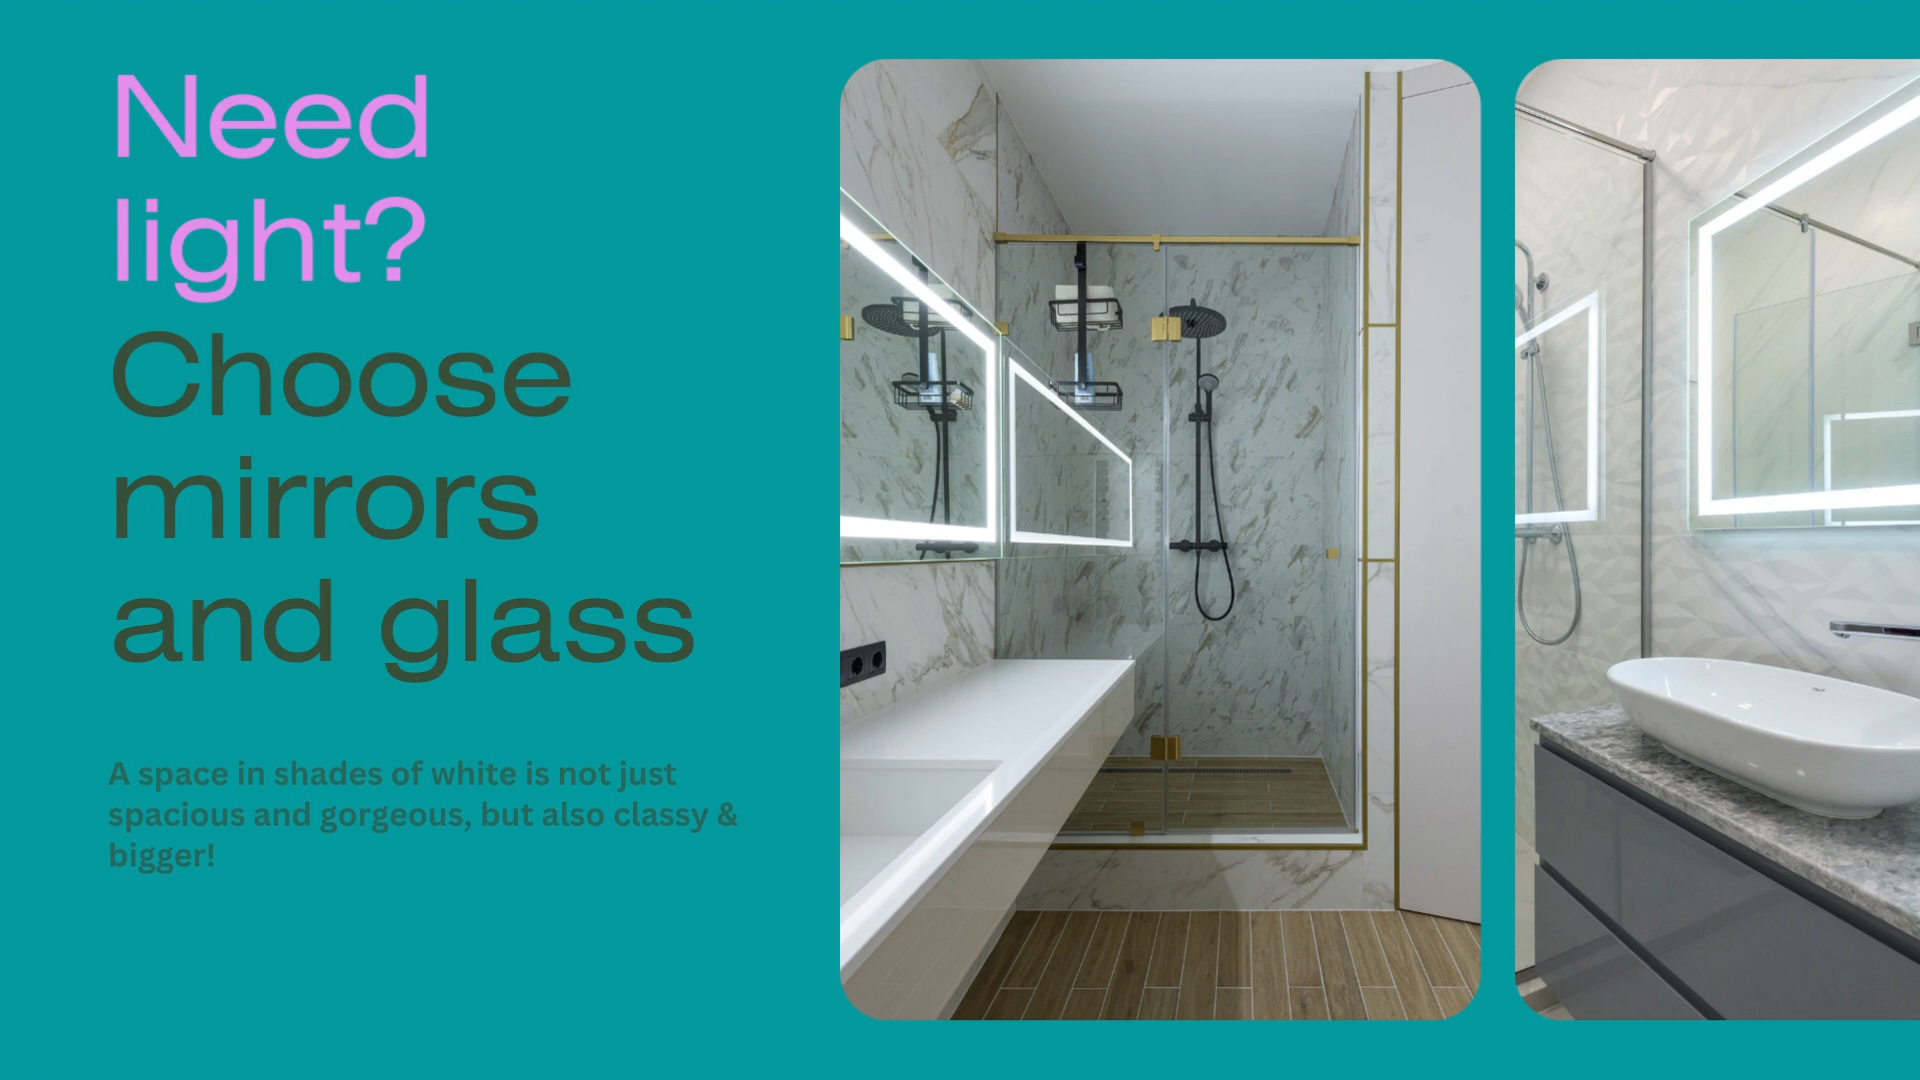 Need
light?
Choose
mirrors
and glass
A space in shades of white is not just
spacious and gorgeous, but also classy &
bigger!